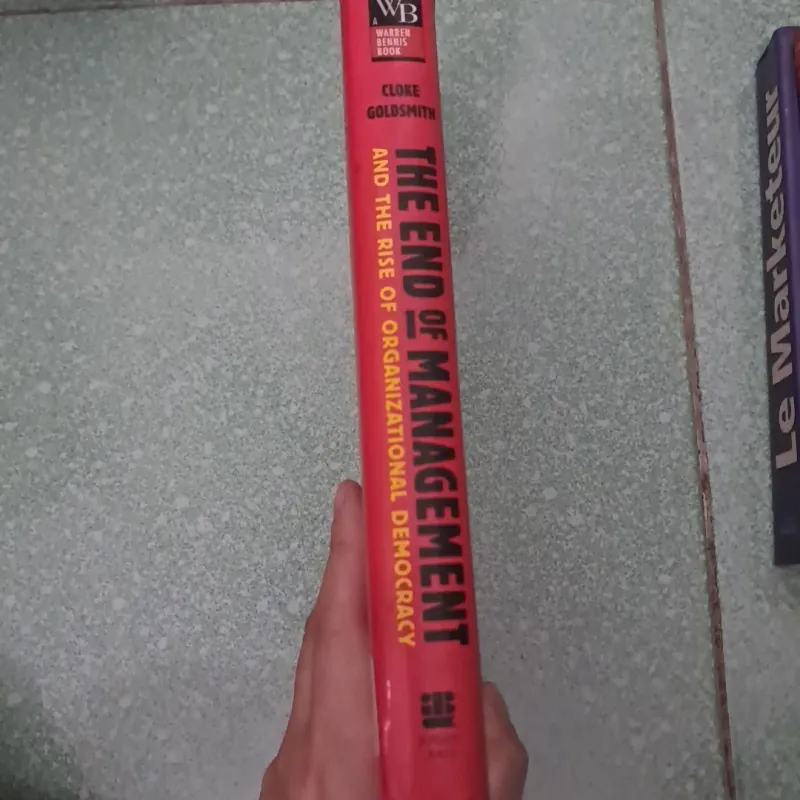 WB
A
WARREN
BENNIS
BOOK
CLOKE
GOLDSMITH
THE END OF MANAGEMENT
AND THE RISE OF ORGANIZATIONAL DEMOCRACY
Le Marketeur